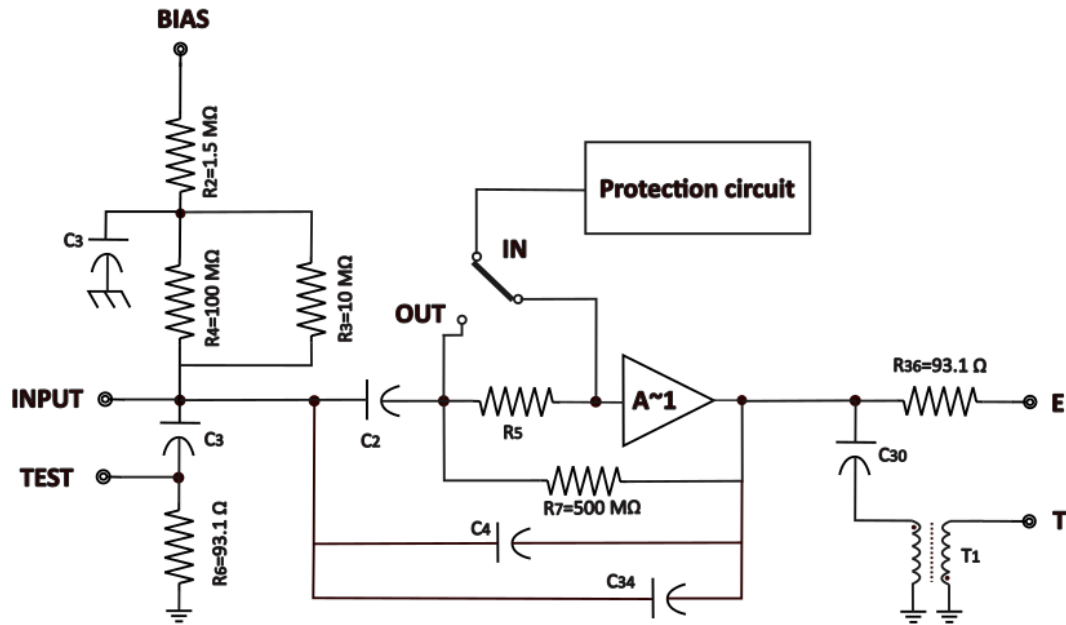 BIAS
R2=1.5 MΩ
Protection circuit
C3
R4=100 MΩ
R3=10 MΩ
IN
OUT
R36=93.1 Ω
INPUT
A~1
E
C3
C2
R5
C30
TEST
R7=500 MΩ
R6=93.1 Ω
C4
T
T1
C34